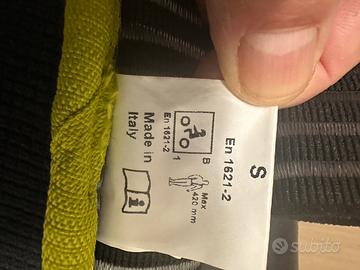 S
En 1621-2
B
1
En 1621-2
Max
420 mm
Made in
Italy
i
subito